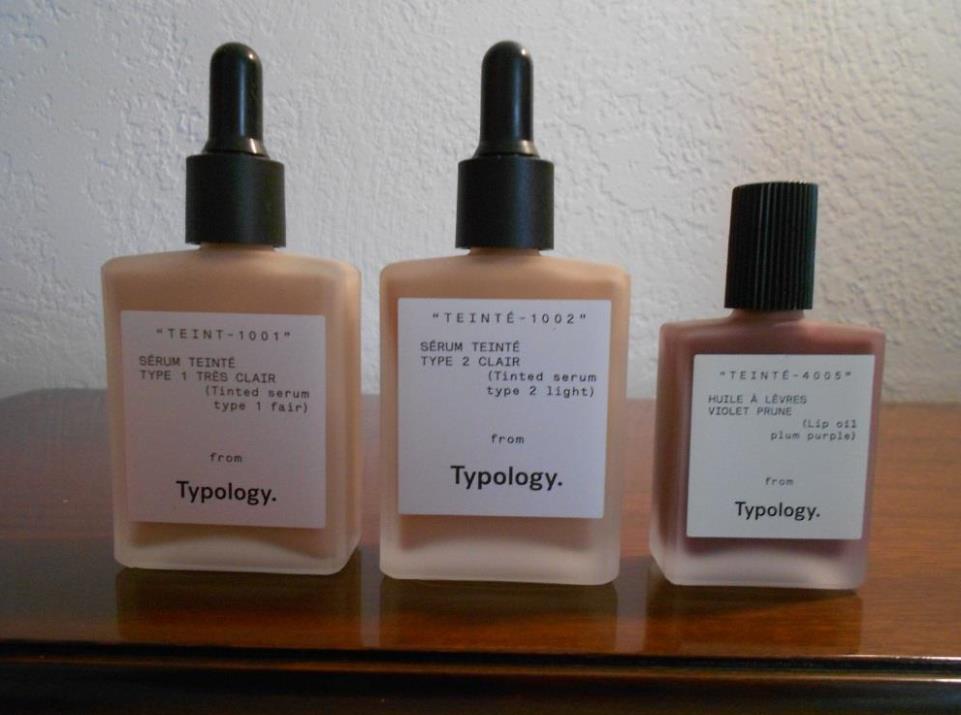 "TEINT-1001"
SÉRUM TEINTÉ
TYPE 1 TRÈS CLAIR
(Tinted serum
type 1 fair)
from
Typology.
"TEINTÉ-1002"
SÉRUM TEINTÉ
TYPE 2 CLAIR
(Tinted serum
type 2 light)
from
Typology.
"TEINTÉ-4005"
HUILE À LÈVRES
VIOLET PRUNE
(Lip oil
plum purple)
from
Typology.